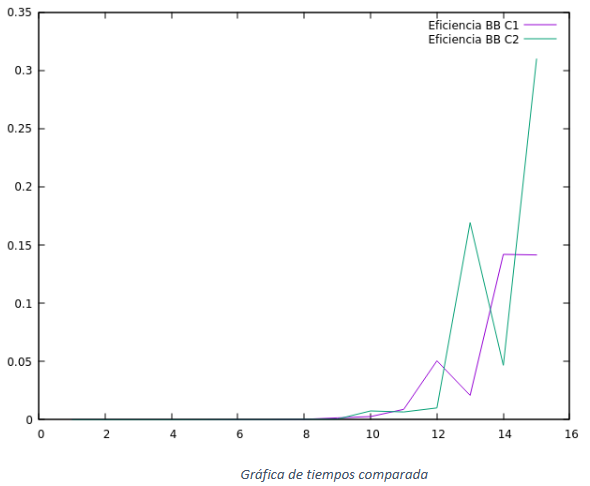 Eficiencia BB C1
Eficiencia BB C2
0.35
0.3
0.25
0.2
0.15
0.1
0.05
0
0 2 4 6 8 10 12 14 16
Gráfica de tiempos comparada